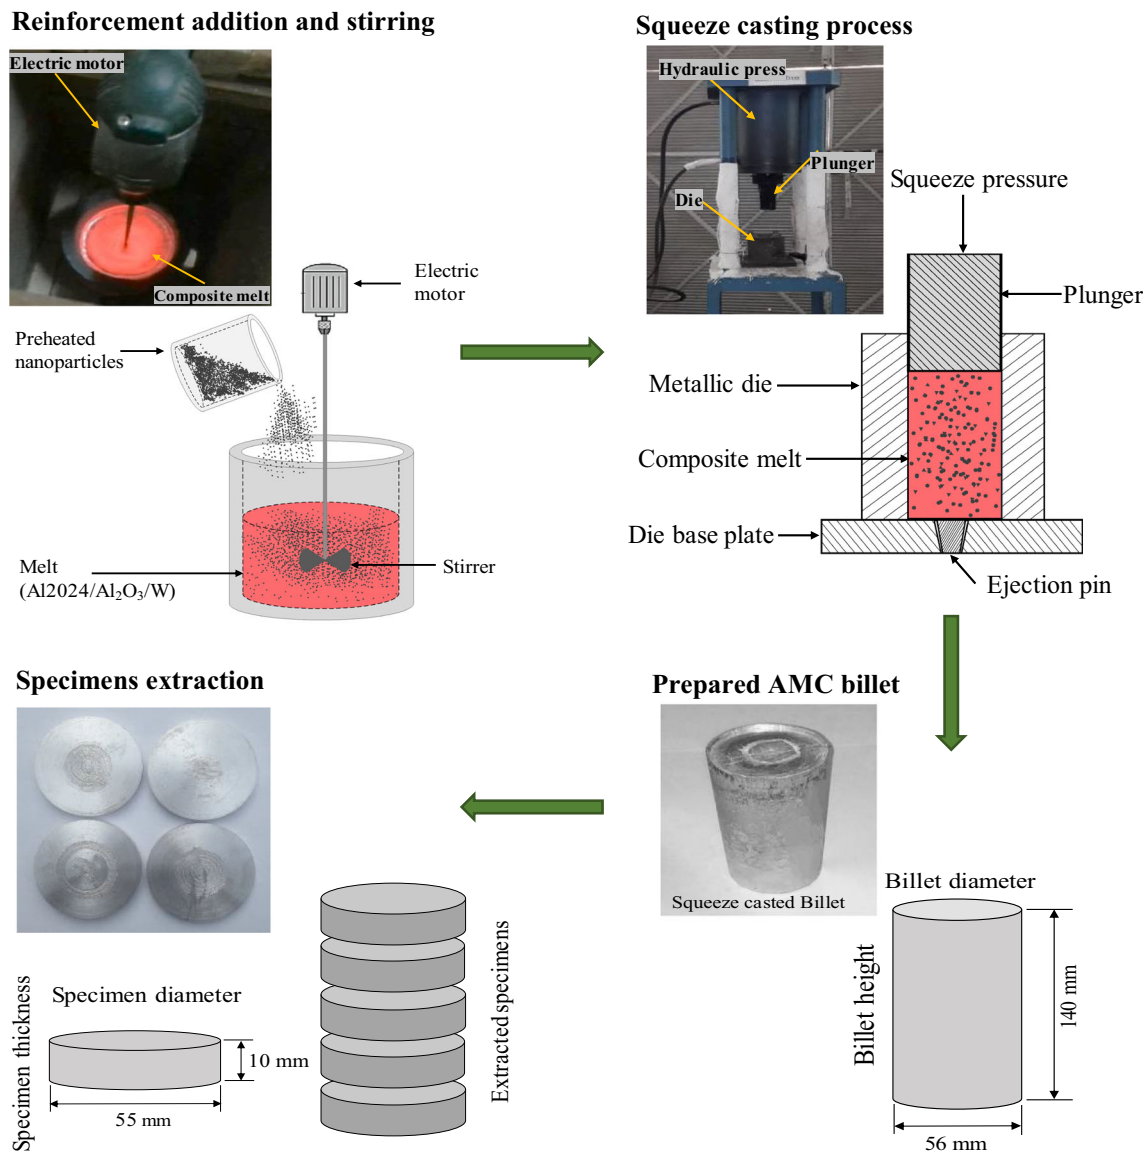 Reinforcement addition and stirring
Electric motor
Composite melt
Electric
motor
Preheated
nanoparticles
Melt
(Al2024/Al₂O₃/W)
Stirrer
Squeeze casting process
Hydraulic press
Plunger
Die
Squeeze pressure
Plunger
Metallic die
Composite melt
Die base plate
Ejection pin
Prepared AMC billet
Squeeze casted Billet
Billet diameter
Billet height
140 mm
56 mm
Specimens extraction
Specimen thickness
Specimen diameter
10 mm
55 mm
Extracted specimens